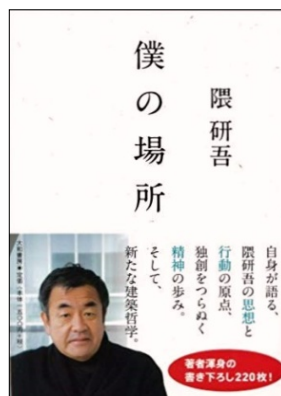 僕の場所
隈研吾
自身が語る、
隈研吾の思想と
行動の原点、
独創をつらぬく
精神の歩み。
そして、
新たな建築哲学。
著者渾身の
書き下ろし220枚!